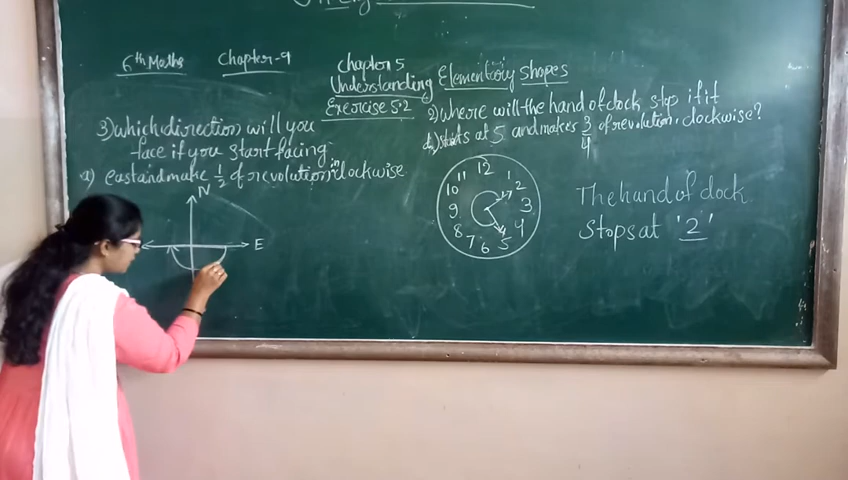 6th Maths Chapter-9
Chapter 5
Understanding Elementary Shapes
Exercise 5.2
3) which direction will you
face if you start facing
a) east and make 1/2 of revolution in clockwise
N
E
2) where will the hand of clock stop if it
d) starts at 5 and makes 3/4 of revolution, clockwise?
12
1
2
3
4
5
6
7
8
9
10
11
The hand of clock
Stops at '2'